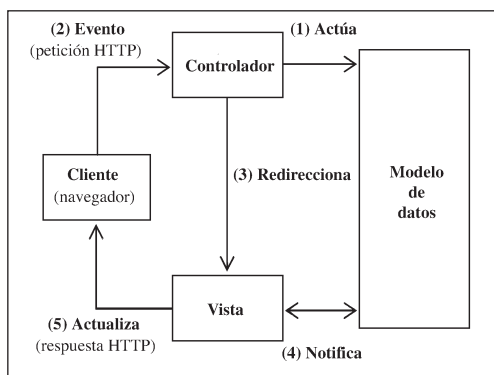 (2) Evento
(petición HTTP)
(1) Actúa
Controlador
Cliente
(navegador)
(3) Redirecciona
Modelo
de
datos
Vista
(5) Actualiza
(respuesta HTTP)
(4) Notifica